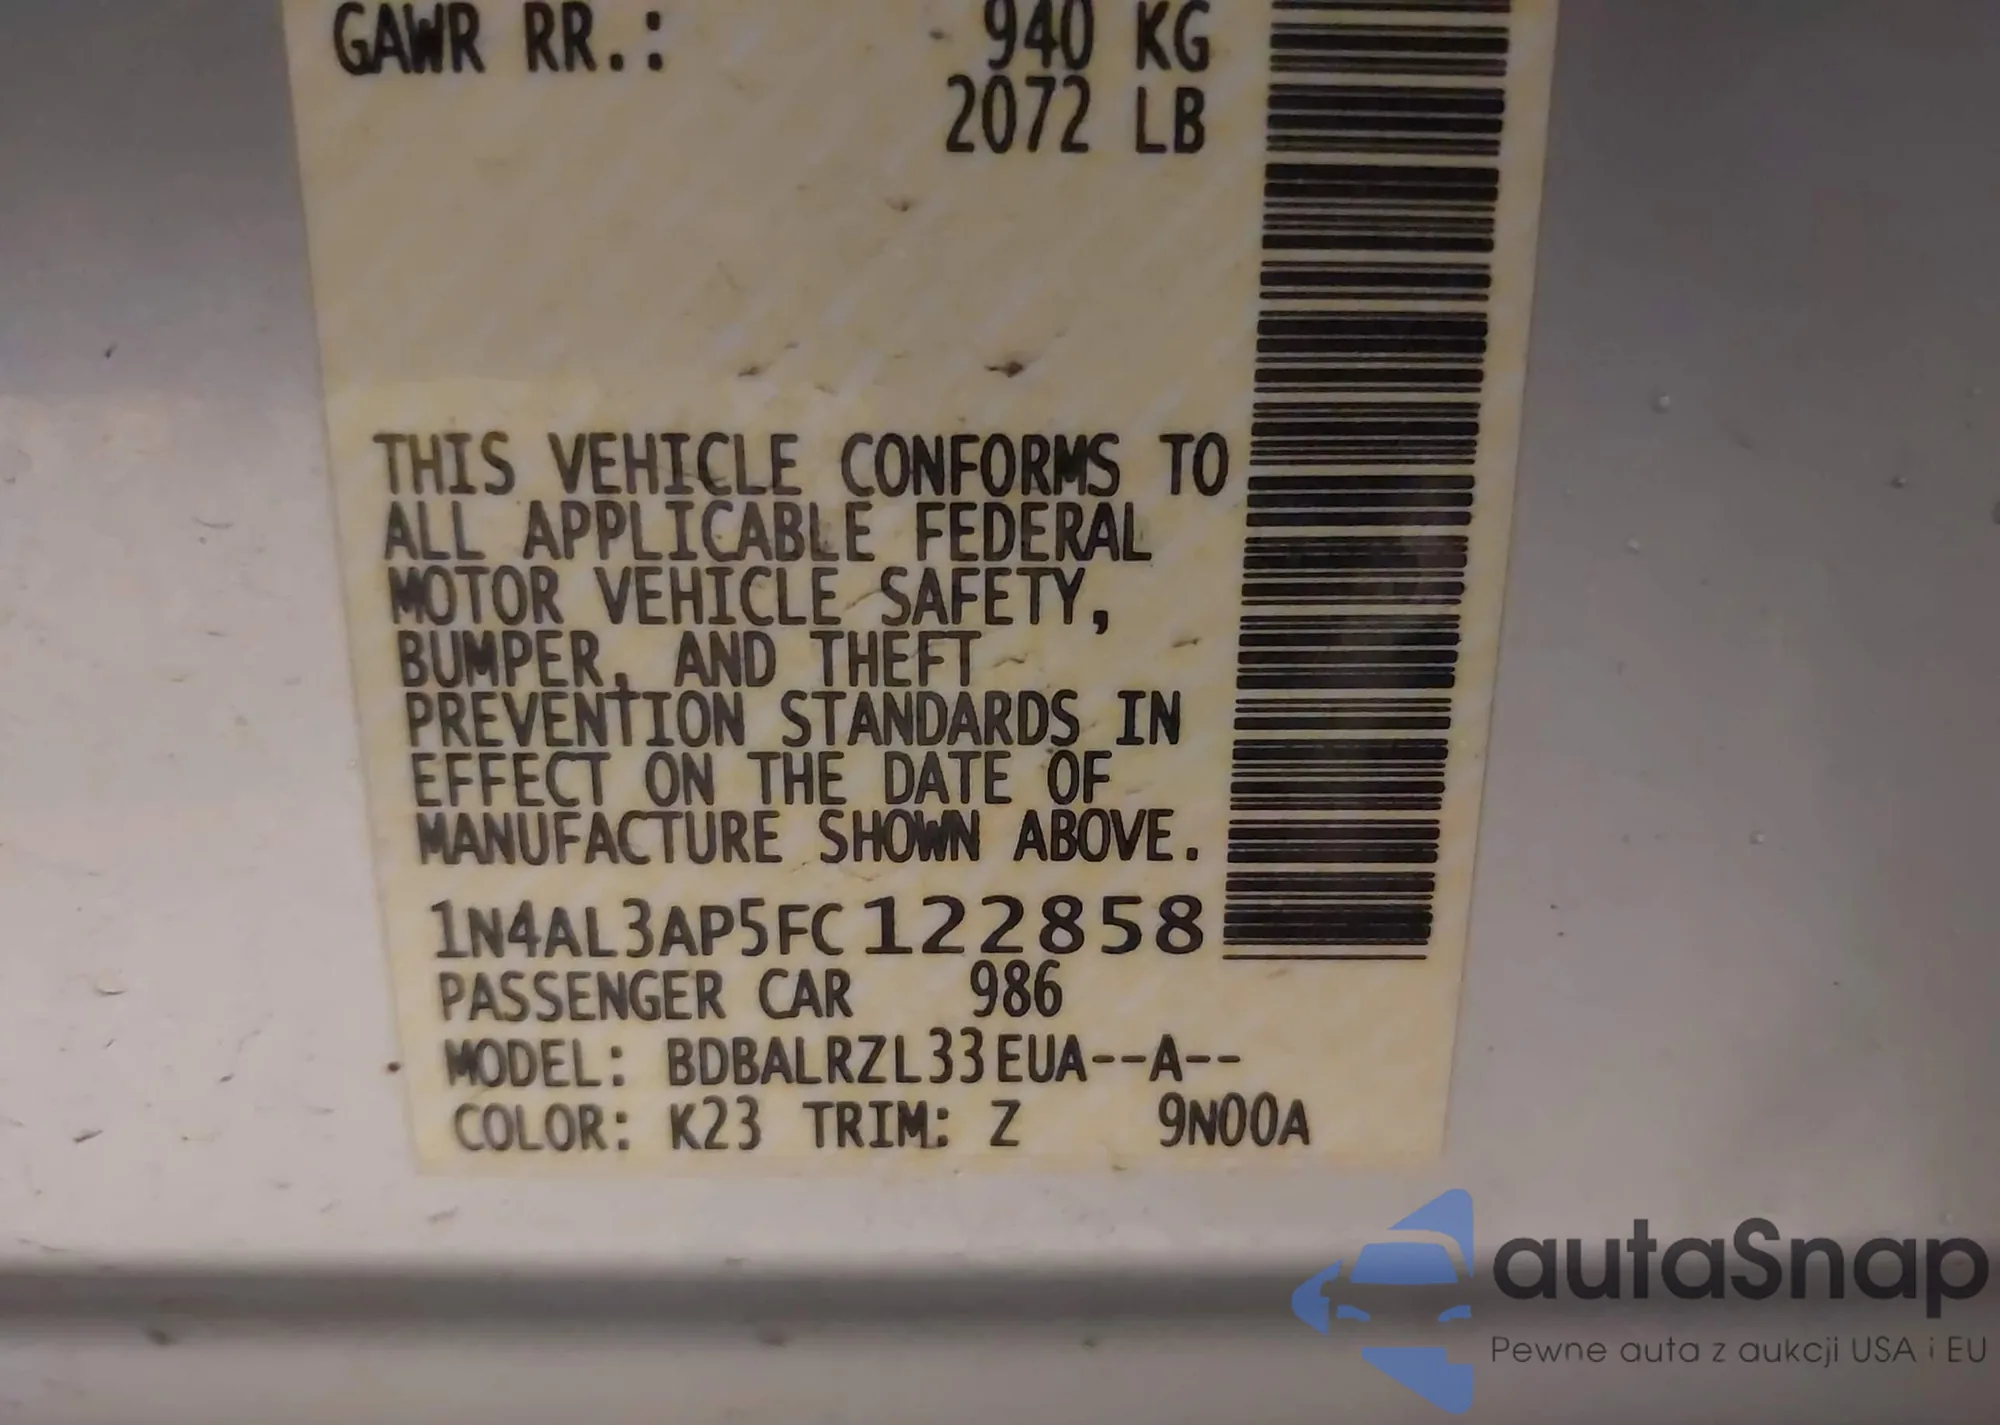 GAWR RR.: 940 KG
2072 LB
THIS VEHICLE CONFORMS TO
ALL APPLICABLE FEDERAL
MOTOR VEHICLE SAFETY,
BUMPER, AND THEFT
PREVENTION STANDARDS IN
EFFECT ON THE DATE OF
MANUFACTURE SHOWN ABOVE.
1N4AL3AP5FC122858
PASSENGER CAR 986
MODEL: BDBALRZL33EUA--A--
COLOR: K23 TRIM: Z 9N00A
autaSnap
Pewne auta z aukcji USA i EU